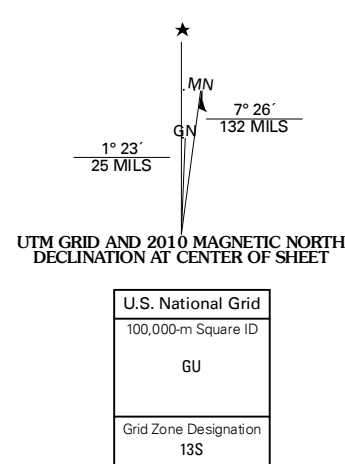 ★
MN
7° 26´
132 MILS
GN
1° 23´
25 MILS
UTM GRID AND 2010 MAGNETIC NORTH
DECLINATION AT CENTER OF SHEET
U.S. National Grid
100,000-m Square ID
GU
Grid Zone Designation
13S